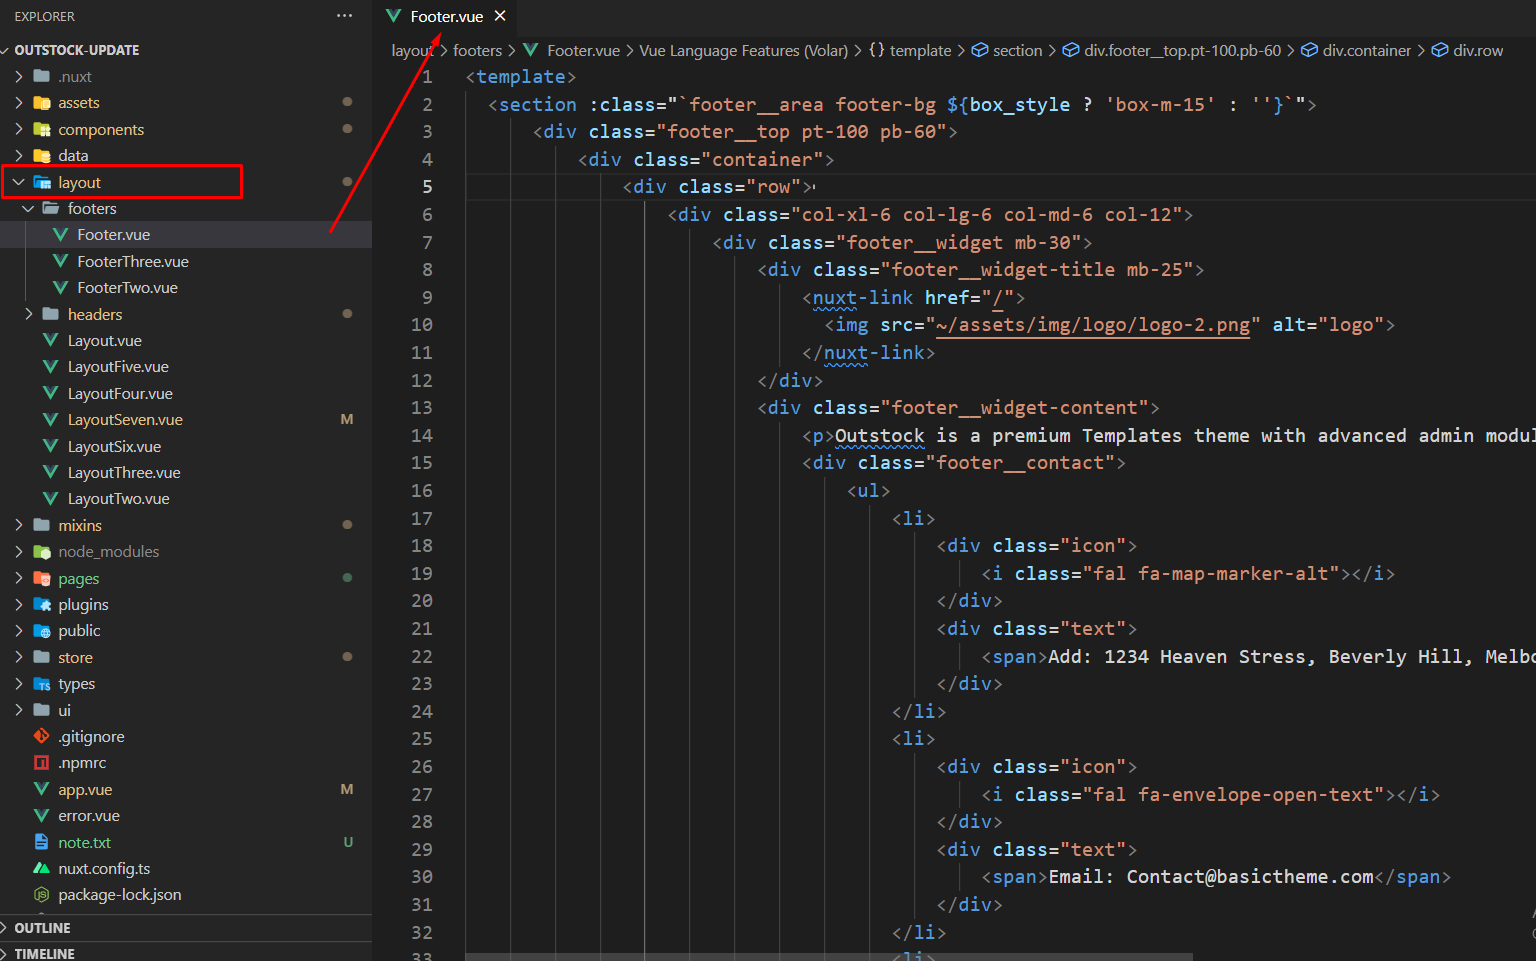 EXPLORER
OUTSTOCK-UPDATE
.nuxt
assets
components
data
layout
footers
Footer.vue
FooterThree.vue
FooterTwo.vue
headers
Layout.vue
LayoutFive.vue
LayoutFour.vue
LayoutSeven.vue M
LayoutSix.vue
LayoutThree.vue
LayoutTwo.vue
mixins
node_modules
pages
plugins
public
store
types
ui
.gitignore
.npmrc
app.vue M
error.vue
note.txt U
nuxt.config.ts
package-lock.json
OUTLINE
TIMELINE
Footer.vue
layout > footers > Footer.vue > Vue Language Features (Volar) > {} template > section > div.footer__top.pt-100.pb-60 > div.container > div.row
1 <template>
2 <section :class="`footer__area footer-bg ${box_style ? 'box-m-15' : ''}`">
3 <div class="footer__top pt-100 pb-60">
4 <div class="container">
5 <div class="row">
6 <div class="col-xl-6 col-lg-6 col-md-6 col-12">
7 <div class="footer__widget mb-30">
8 <div class="footer__widget-title mb-25">
9 <nuxt-link href="/">
10 <img src="~/assets/img/logo/logo-2.png" alt="logo">
11 </nuxt-link>
12 </div>
13 <div class="footer__widget-content">
14 <p>Outstock is a premium Templates theme with advanced admin modul
15 <div class="footer__contact">
16 <ul>
17 <li>
18 <div class="icon">
19 <i class="fal fa-map-marker-alt"></i>
20 </div>
21 <div class="text">
22 <span>Add: 1234 Heaven Stress, Beverly Hill, Melbo
23 </div>
24 </li>
25 <li>
26 <div class="icon">
27 <i class="fal fa-envelope-open-text"></i>
28 </div>
29 <div class="text">
30 <span>Email: Contact@basictheme.com</span>
31 </div>
32 </li>
33 <li>